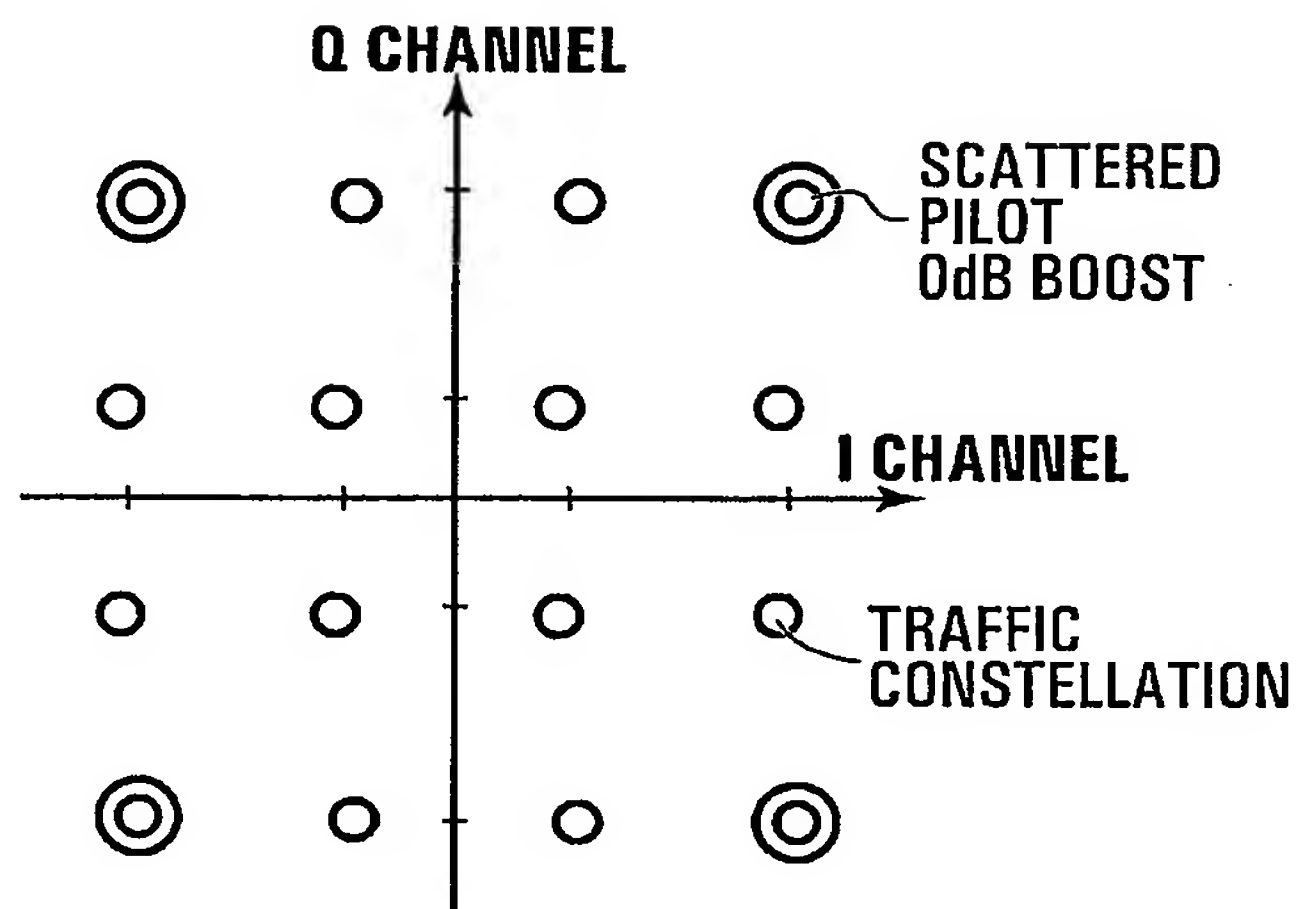 Q CHANNEL
SCATTERED
PILOT
0dB BOOST
I CHANNEL
TRAFFIC
CONSTELLATION